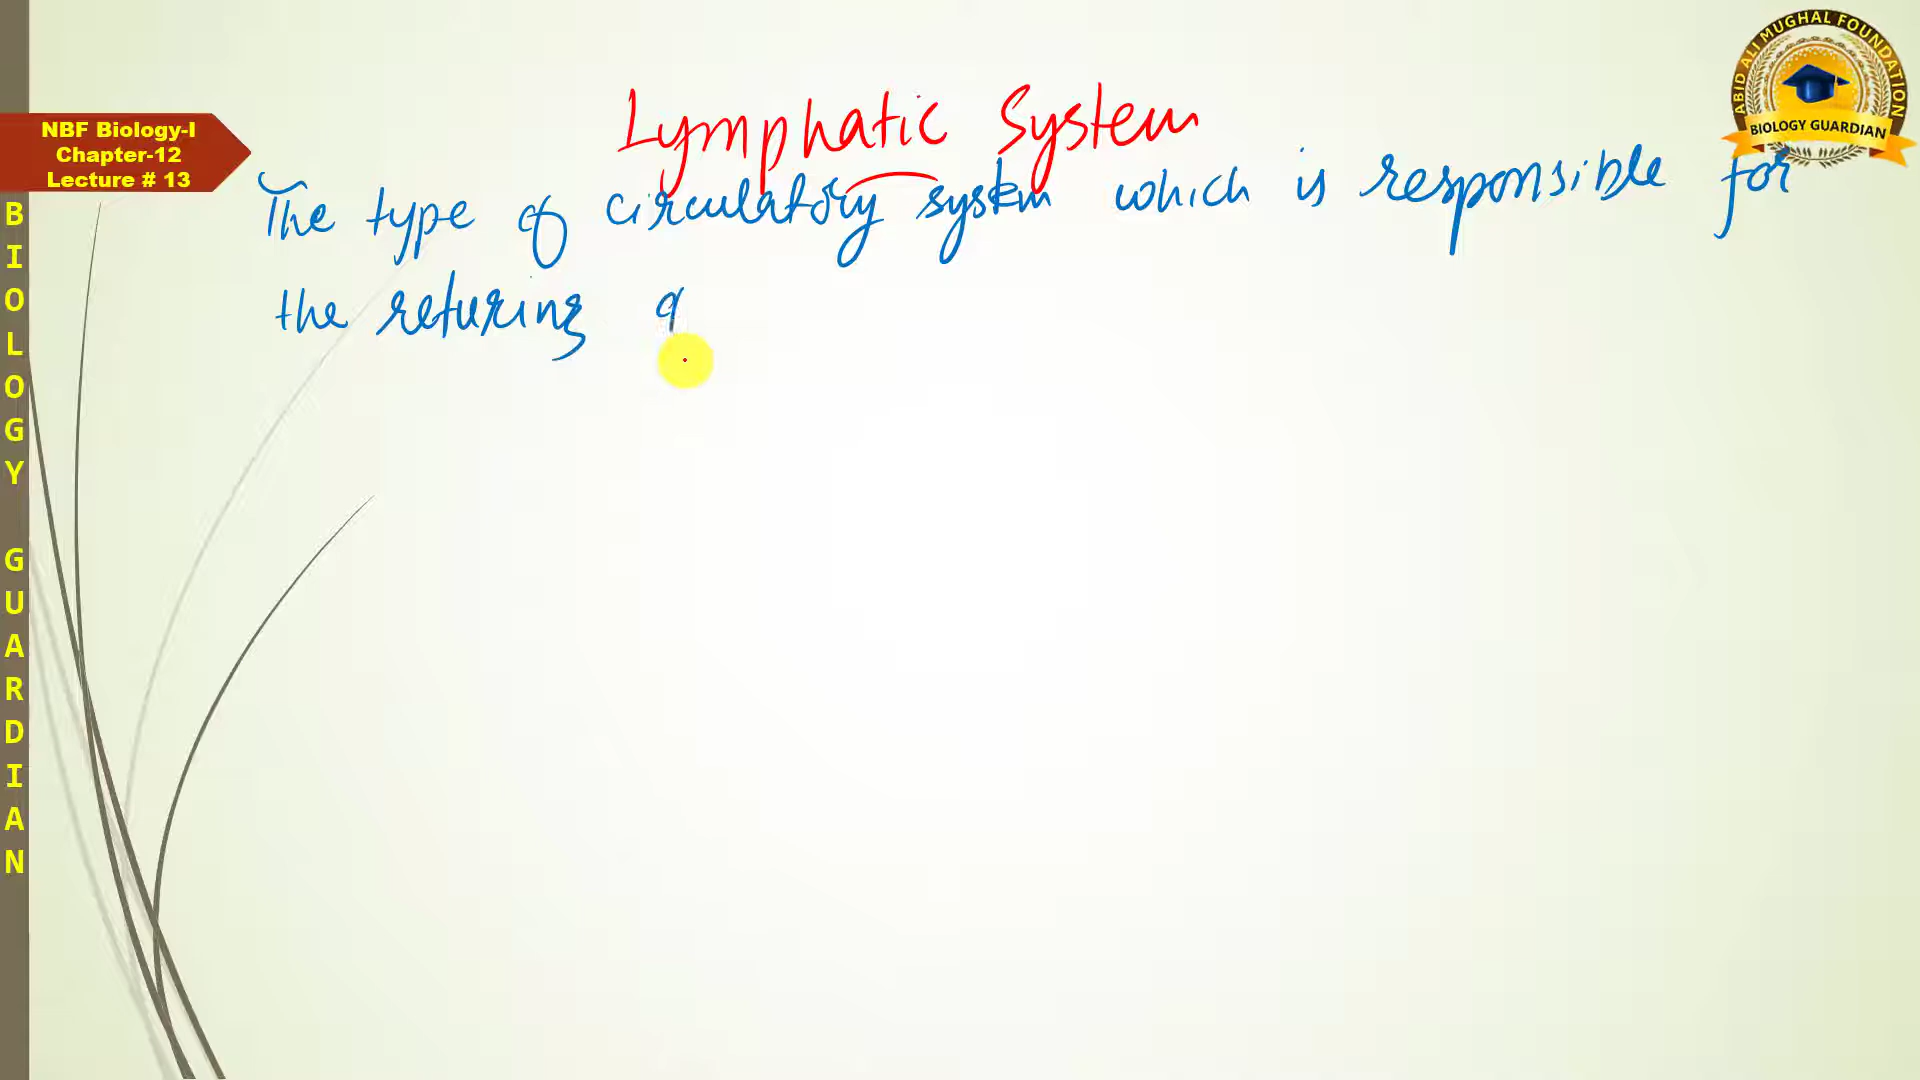 Lymphatic System
NBF Biology-I
Chapter-12
Lecture # 13
The type of circulatory system which is responsible for
the returing
BIOLOGY GUARDIAN
ABID ALI MUGHAL FOUNDATION
BIOLOGY GUARDIAN